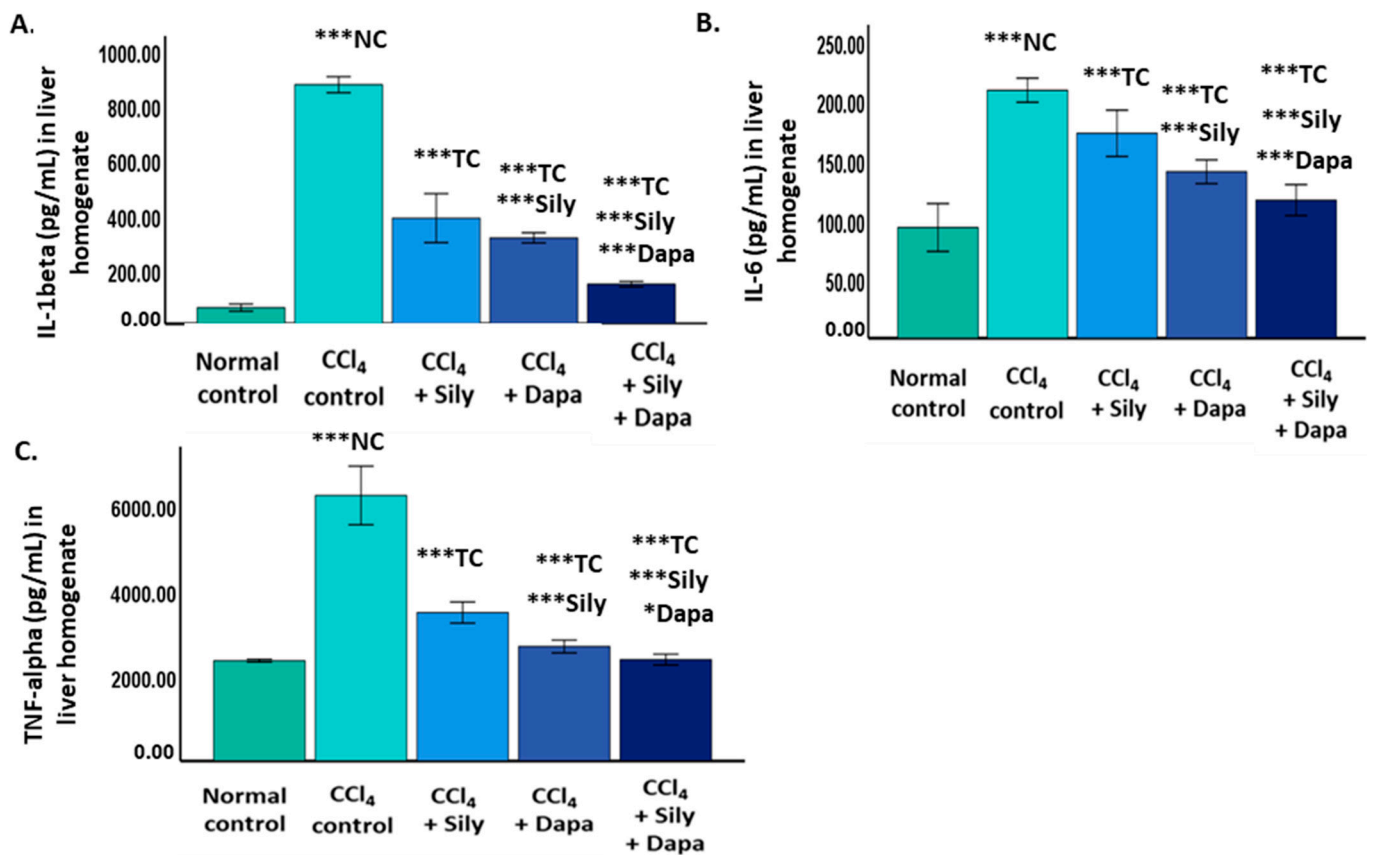 A.
IL-1beta (pg/mL) in liver
homogenate
1000.00
800.00
600.00
400.00
200.00
0.00
***NC
***TC
***TC
***Sily
***TC
***Sily
***Dapa
Normal
control
CCl₄
control
CCl₄
+ Sily
CCl₄
+ Dapa
CCl₄
+ Sily
+ Dapa
B.
IL-6 (pg/mL) in liver
homogenate
250.00
200.00
150.00
100.00
50.00
0.00
***NC
***TC
***TC
***Sily
***TC
***Sily
***Dapa
Normal
control
CCl₄
control
CCl₄
+ Sily
CCl₄
+ Dapa
CCl₄
+ Sily
+ Dapa
C.
TNF-alpha (pg/mL) in
liver homogenate
6000.00
4000.00
2000.00
0.00
***NC
***TC
***TC
***Sily
***TC
***Sily
*Dapa
Normal
control
CCl₄
control
CCl₄
+ Sily
CCl₄
+ Dapa
CCl₄
+ Sily
+ Dapa